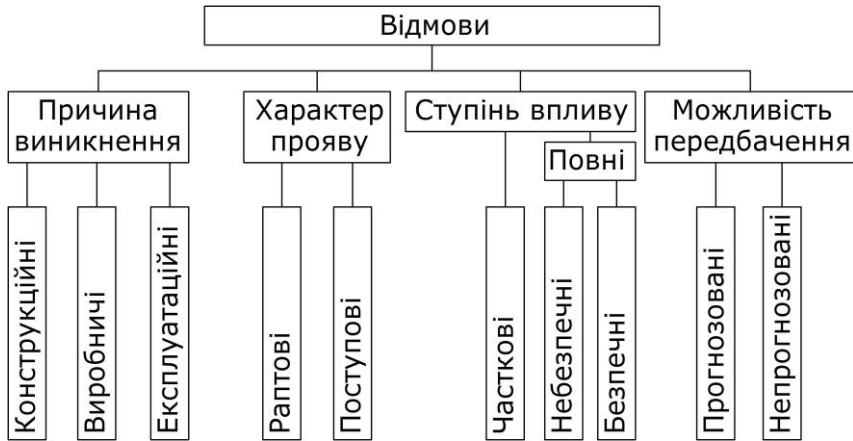 Відмови
Причина
виникнення
Характер
прояву
Ступінь впливу
Можливість
передбачення
Повні
Конструкційні
Виробничі
Експлуатаційні
Раптові
Поступові
Часткові
Небезпечні
Безпечні
Прогнозовані
Непрогнозовані